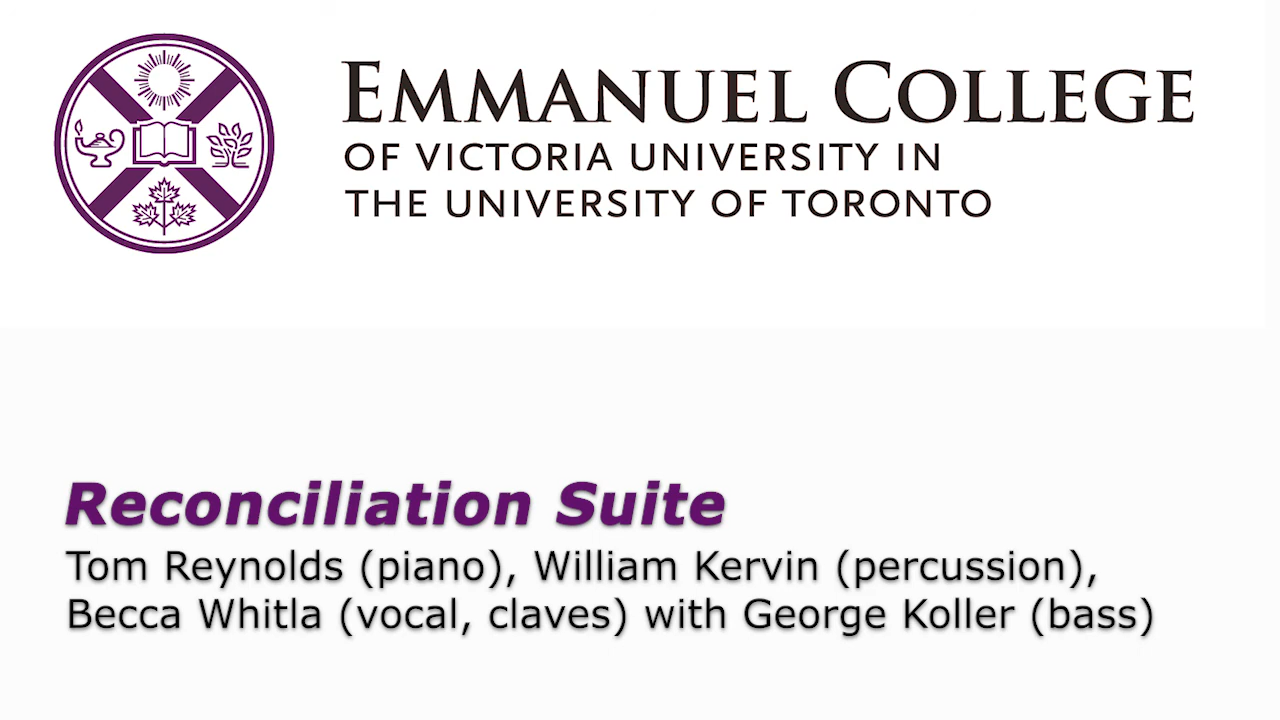 EMMANUEL COLLEGE
OF VICTORIA UNIVERSITY IN
THE UNIVERSITY OF TORONTO
Reconciliation Suite
Tom Reynolds (piano), William Kervin (percussion),
Becca Whitla (vocal, claves) with George Koller (bass)